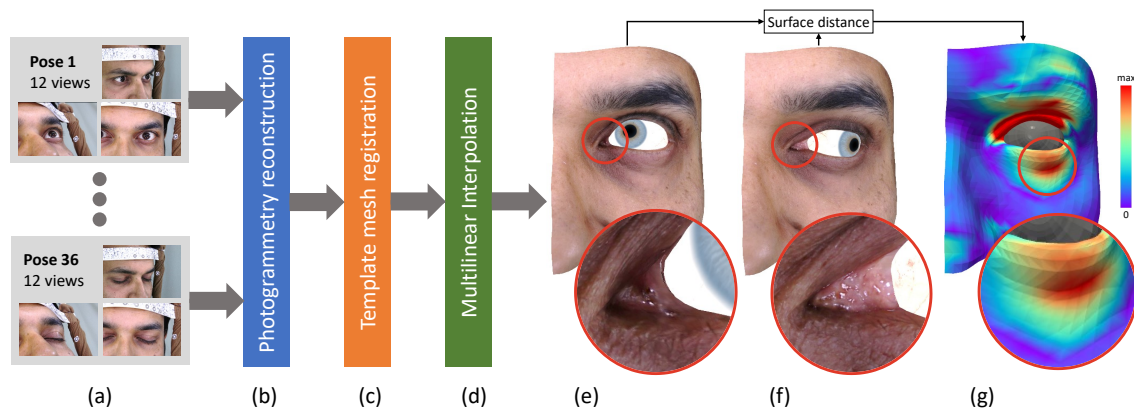 Surface distance
Pose 1
12 views
Pose 36
12 views
Photogrammetry reconstruction
Template mesh registration
Multilinear Interpolation
max
0
(a)
(b)
(c)
(d)
(e)
(f)
(g)